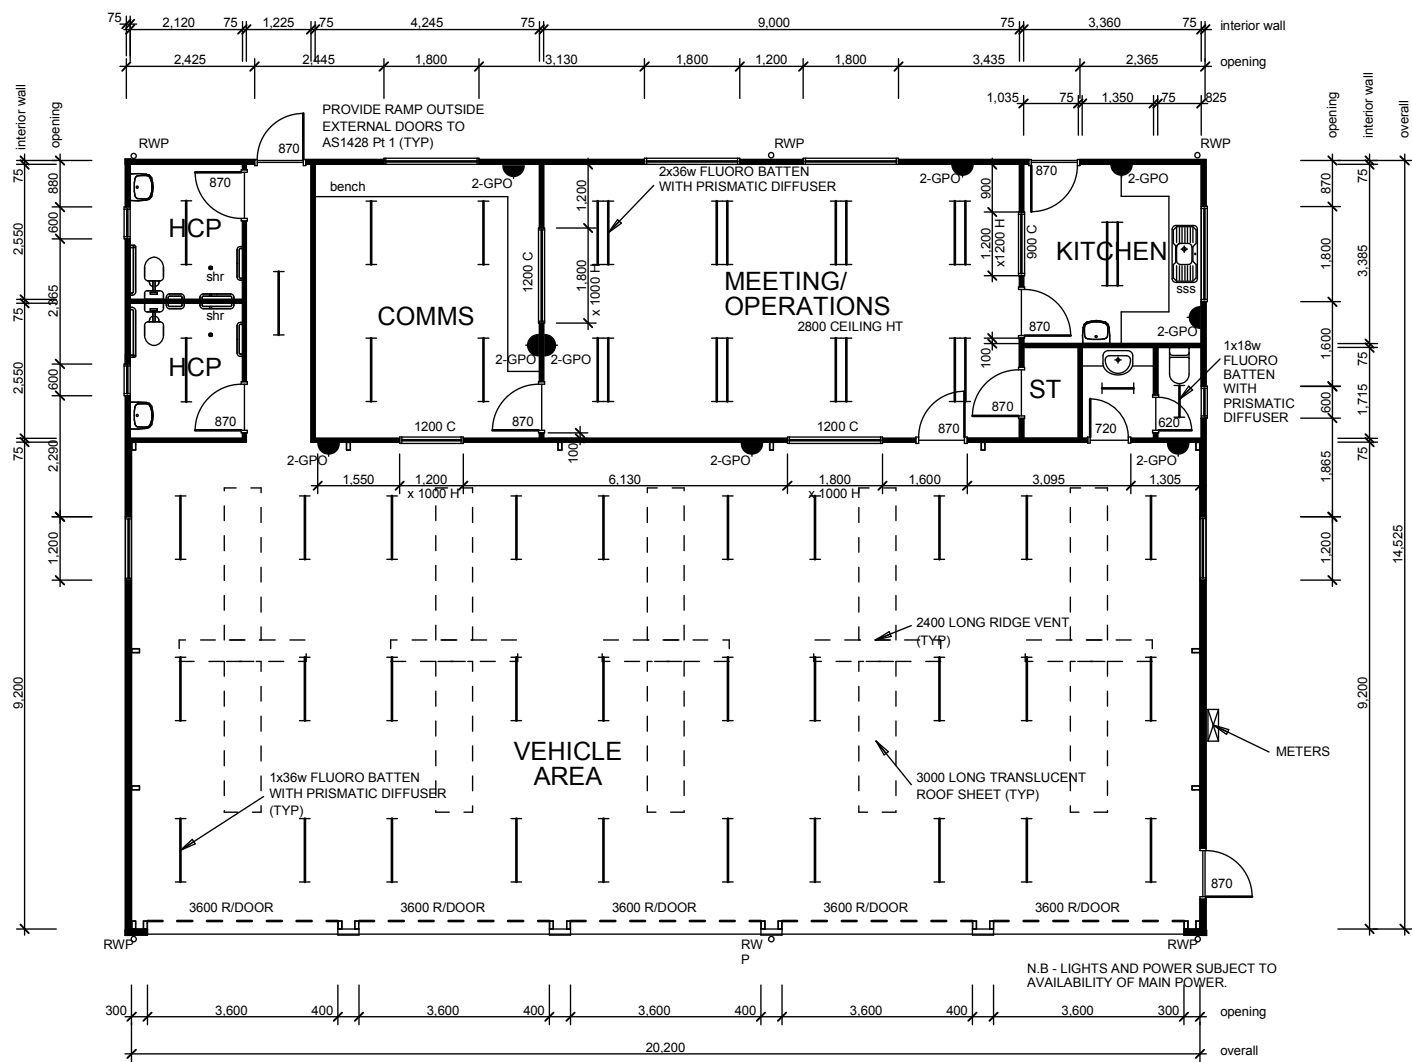 75 2,120 75 1,225 75 4,245 75 9,000 75 3,360 75 interior wall
2,425 2,445 1,800 3,130 1,800 1,200 1,800 3,435 2,365 opening
1,035 75 1,350 75 825
interior wall
opening
opening
interior wall
overall
PROVIDE RAMP OUTSIDE
EXTERNAL DOORS TO
AS1428 Pt 1 (TYP)
RWP
870
RWP
RWP
75
880
600
2,550
2,265
75
600
2,550
2,290
75
1,200
9,200
870
HCP
shr
shr
HCP
870
bench
2-GPO
COMMS
2-GPO
870
1200 C
1200 C
2x36w FLUORO BATTEN
WITH PRISMATIC DIFFUSER
1,200
1,800
x 1000 H
2-GPO
100
MEETING/
OPERATIONS
2800 CEILING HT
2-GPO
900
1,200
x1200 H
900 C
100
870
870
1200 C
870
870
2-GPO
KITCHEN
sss
2-GPO
ST
720
620
1x18w
FLUORO
BATTEN
WITH
PRISMATIC
DIFFUSER
870
1,800
1,600
600
1,865
1,200
75
3,385
75
1,715
75
9,200
14,525
2-GPO
2-GPO
2-GPO
1,550 1,200 6,130 1,800 1,600 3,095 1,305
x 1000 H x 1000 H
2400 LONG RIDGE VENT
(TYP)
VEHICLE
AREA
METERS
1x36w FLUORO BATTEN
WITH PRISMATIC DIFFUSER
(TYP)
3000 LONG TRANSLUCENT
ROOF SHEET (TYP)
870
3600 R/DOOR 3600 R/DOOR 3600 R/DOOR 3600 R/DOOR 3600 R/DOOR
RWP
RW
P
RWP
N.B - LIGHTS AND POWER SUBJECT TO
AVAILABILITY OF MAIN POWER.
300 3,600 400 3,600 400 3,600 400 3,600 400 3,600 300 opening
20,200 overall